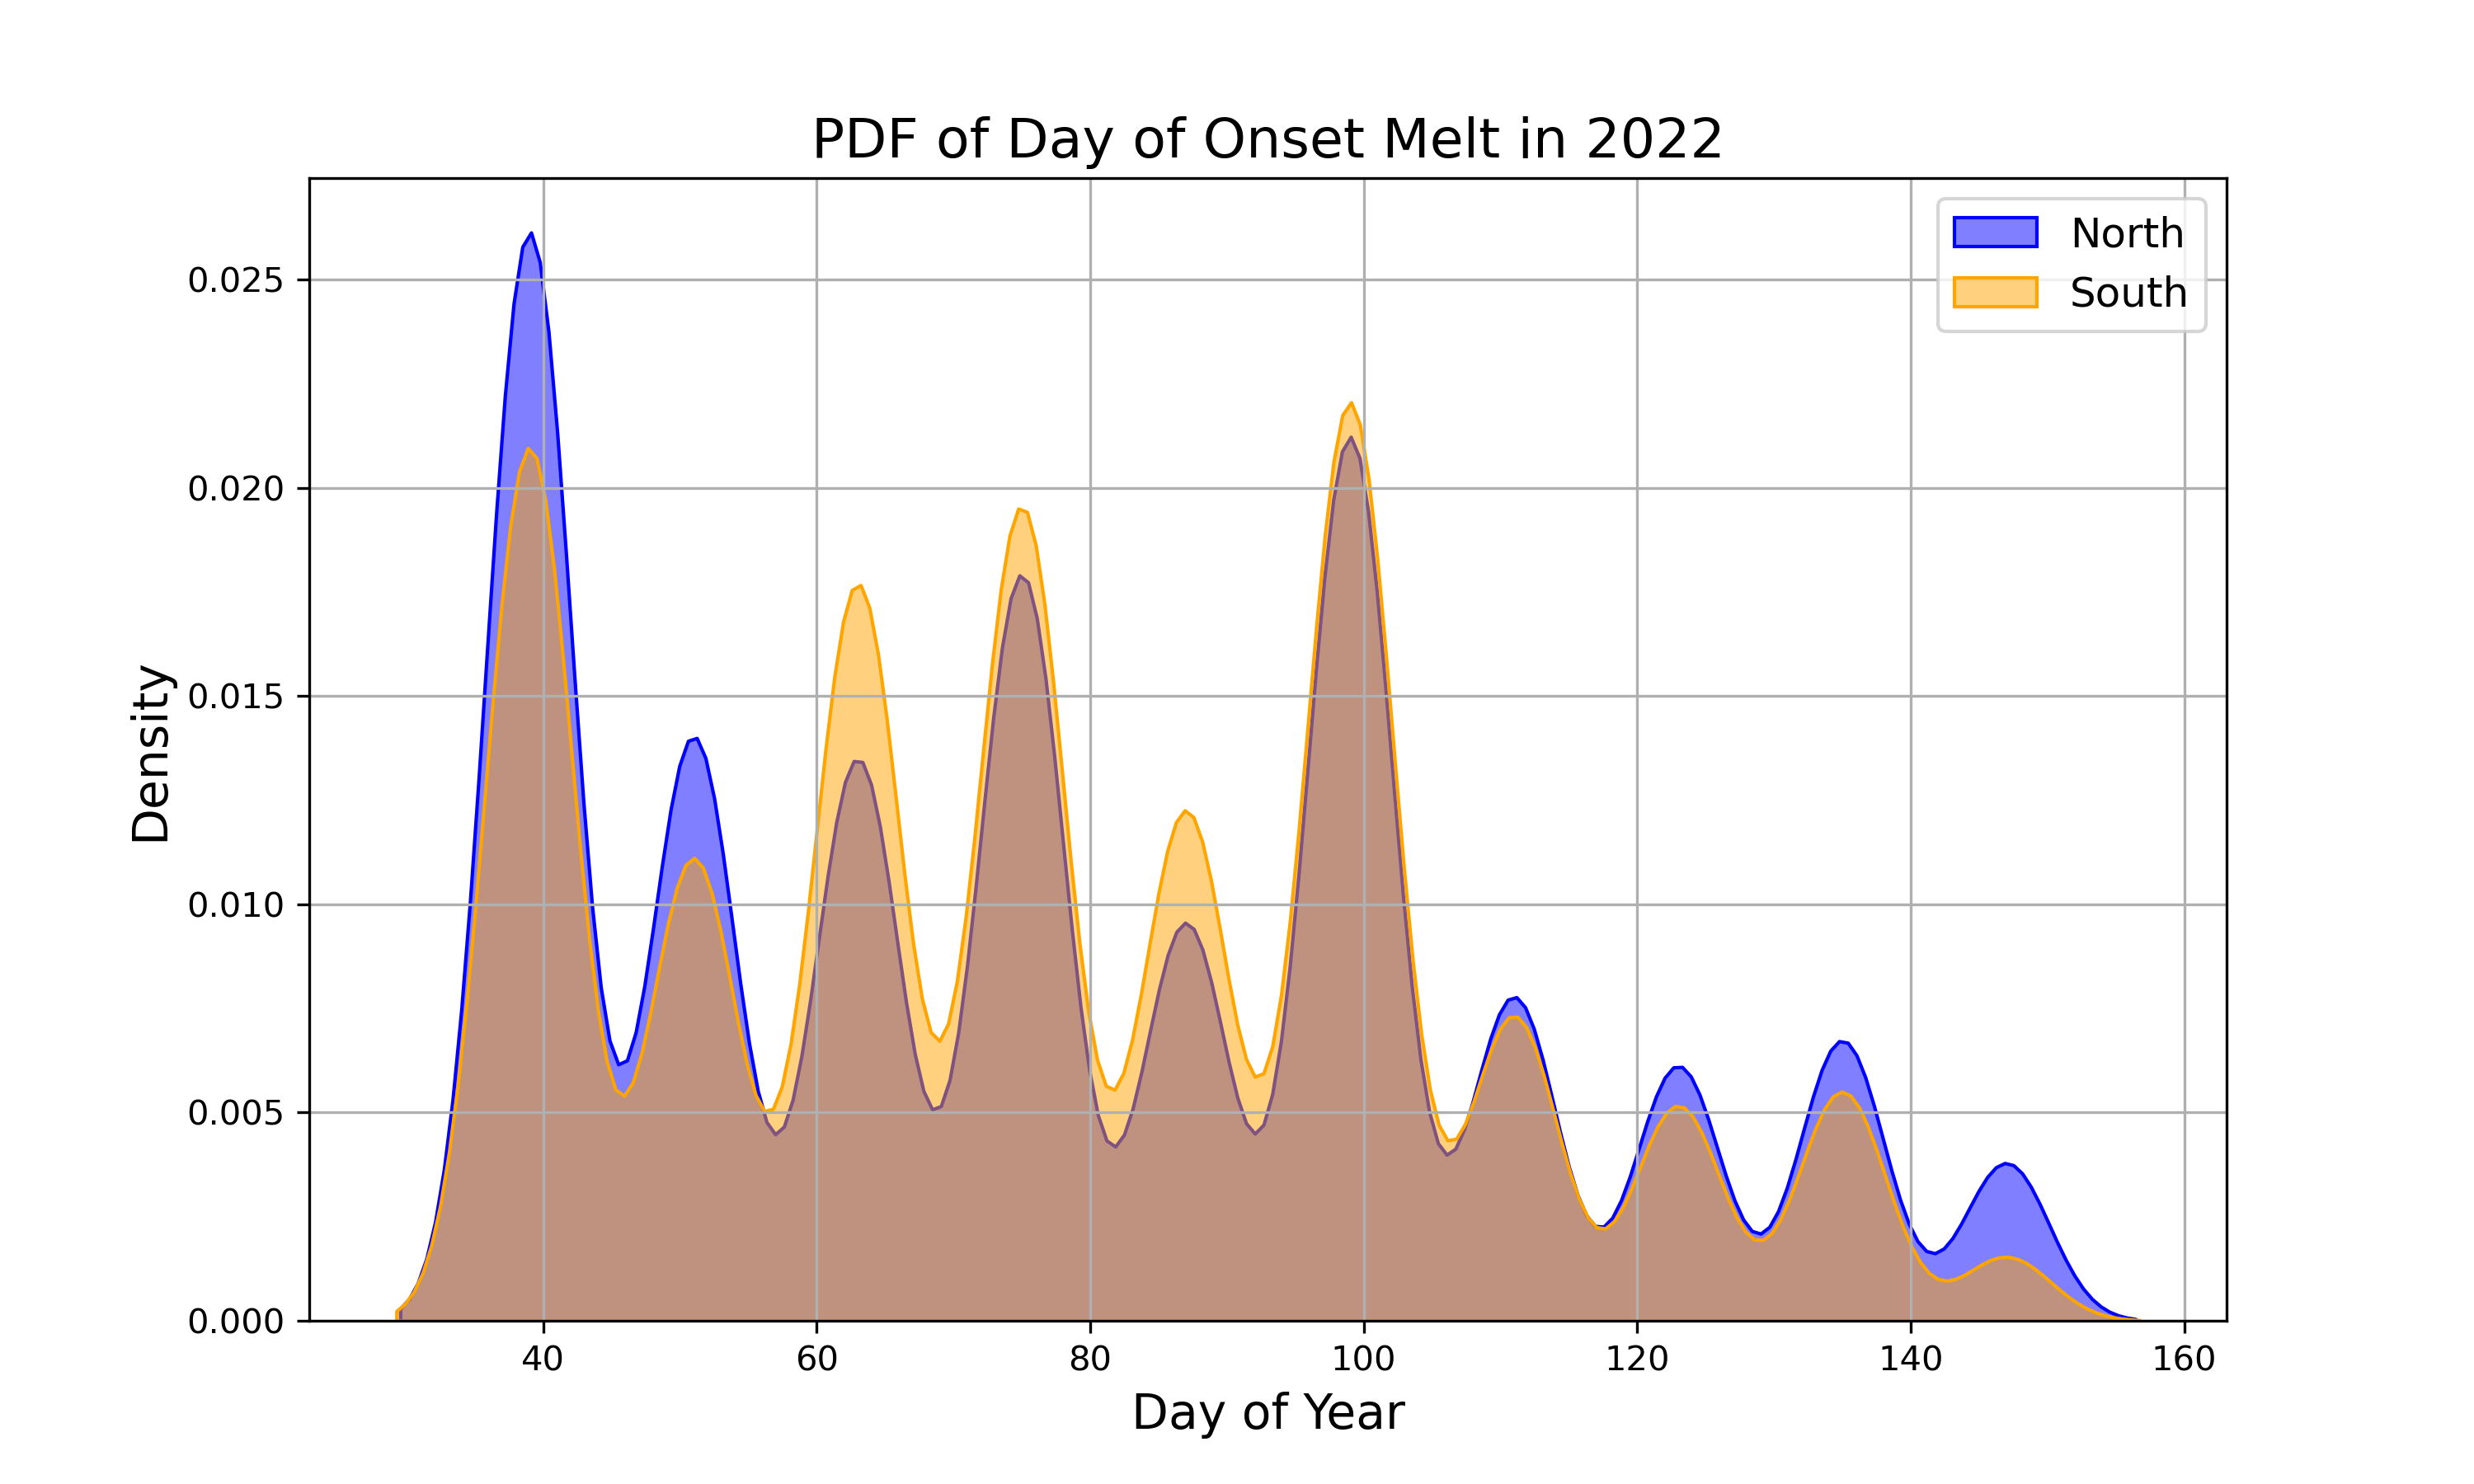 PDF of Day of Onset Melt in 2022
North
South
0.025
0.020
0.015
0.010
0.005
0.000
Density
40 60 80 100 120 140 160
Day of Year